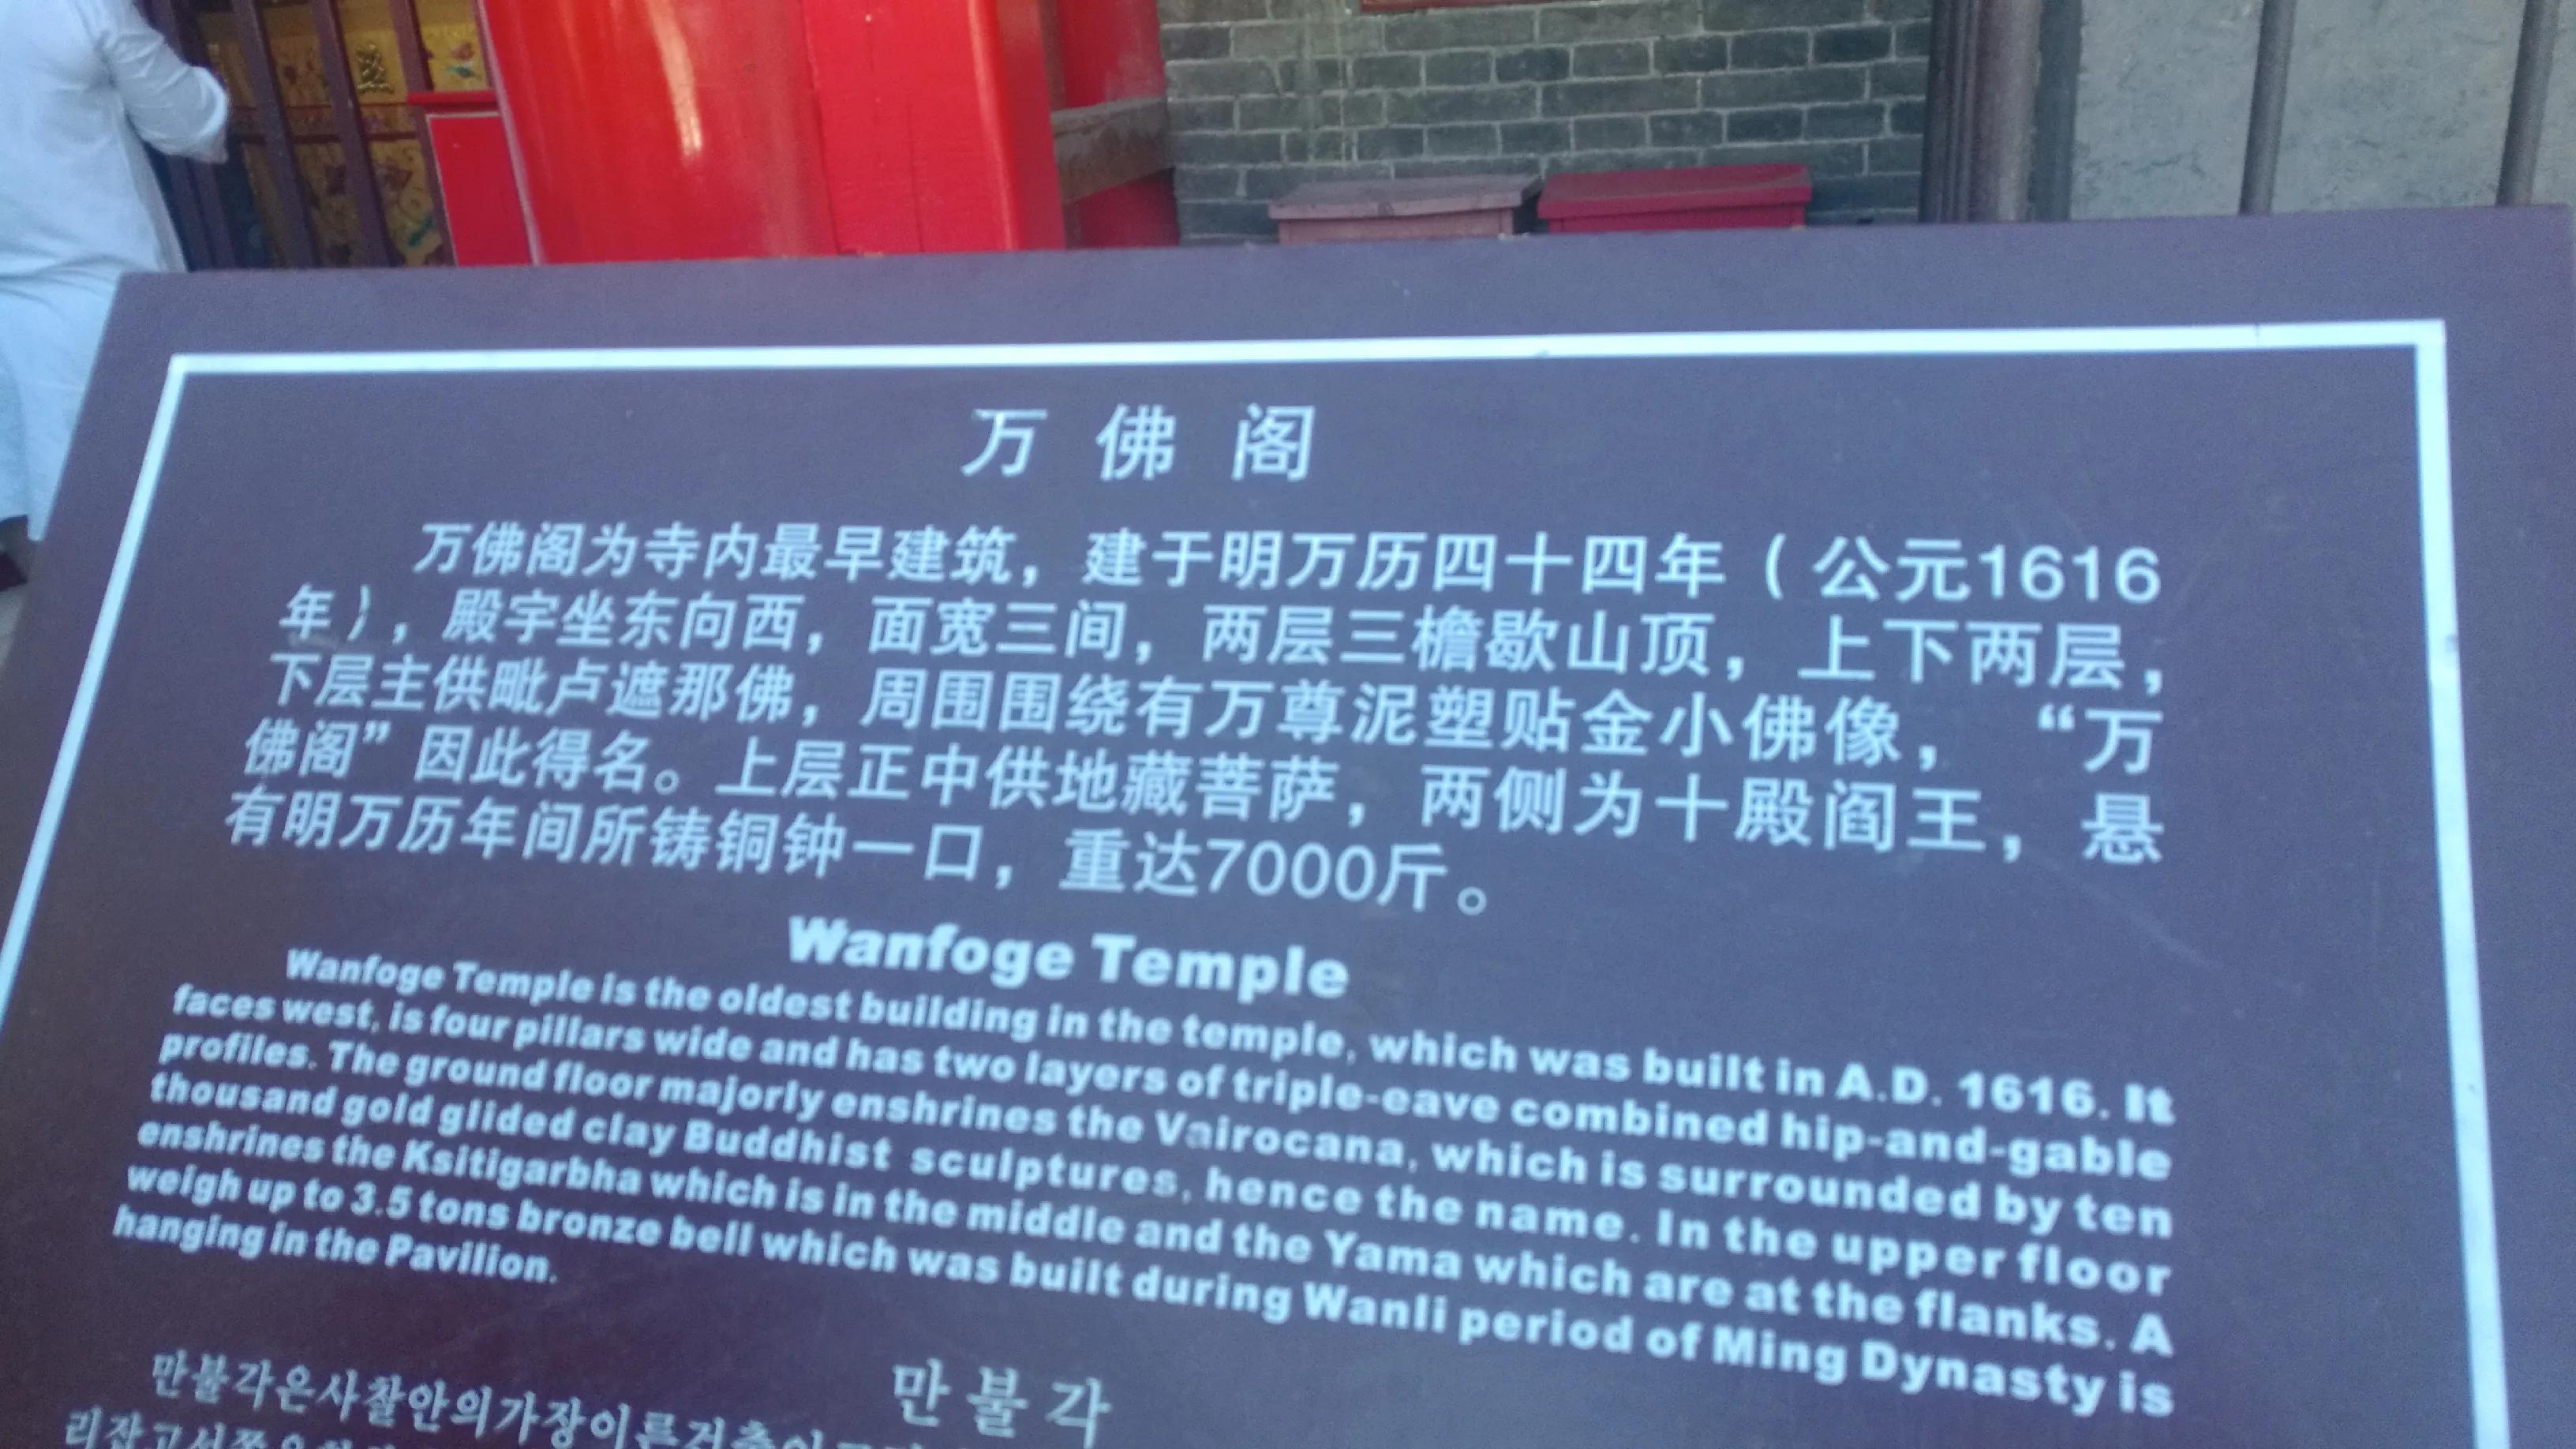 万佛阁
万佛阁为寺内最早建筑，建于明万历四十四年（公元1616
年），殿宇坐东向西，面宽三间，两层三檐歇山顶，上下两层，
下层主供毗卢遮那佛，周围围绕有万尊泥塑贴金小佛像，“万
佛阁”因此得名。上层正中供地藏菩萨，两侧为十殿阎王，悬
有明万历年间所铸铜钟一口，重达7000斤。
Wanfoge Temple
Wanfoge Temple is the oldest building in the temple, which was built in A.D. 1616. It
faces west, is four pillars wide and has two layers of triple-eave combined hip-and-gable
profiles. The ground floor majorly enshrines the Vairocana, which is surrounded by ten
thousand gold glided clay Buddhist sculptures, hence the name. In the upper floor
enshrines the Ksitigarbha which is in the middle and the Yama which are at the flanks. A
weigh up to 3.5 tons bronze bell which was built during Wanli period of Ming Dynasty is
hanging in the Pavilion.
만불각
만불각은사찰안의가장이른건축이